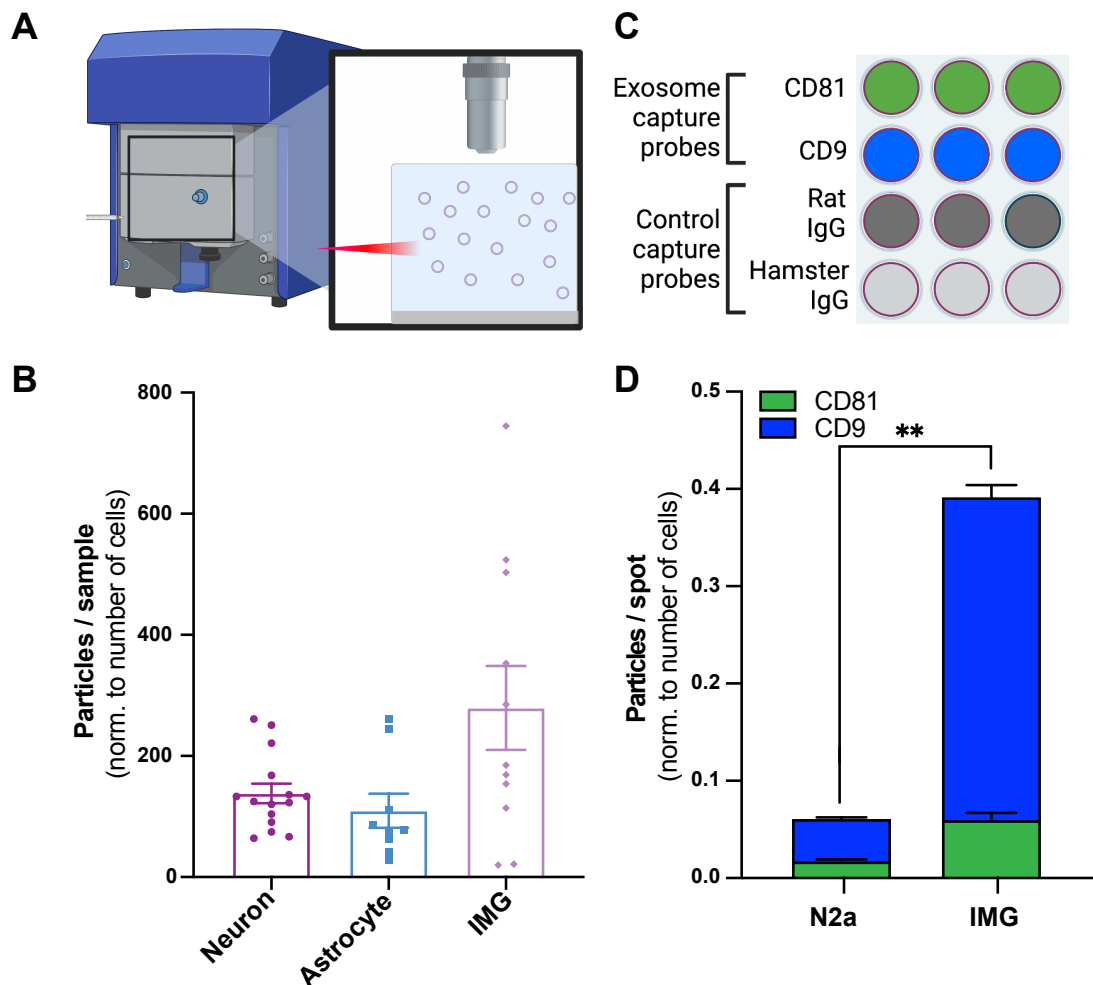 A
C
Exosome
capture
probes
CD81
CD9
Control
capture
probes
Rat
IgG
Hamster
IgG
B
Particles / sample
(norm. to number of cells)
800
600
400
200
0
Neuron
Astrocyte
IMG
D
Particles / spot
(norm. to number of cells)
0.5
0.4
0.3
0.2
0.1
0.0
CD81
CD9
**
N2a
IMG